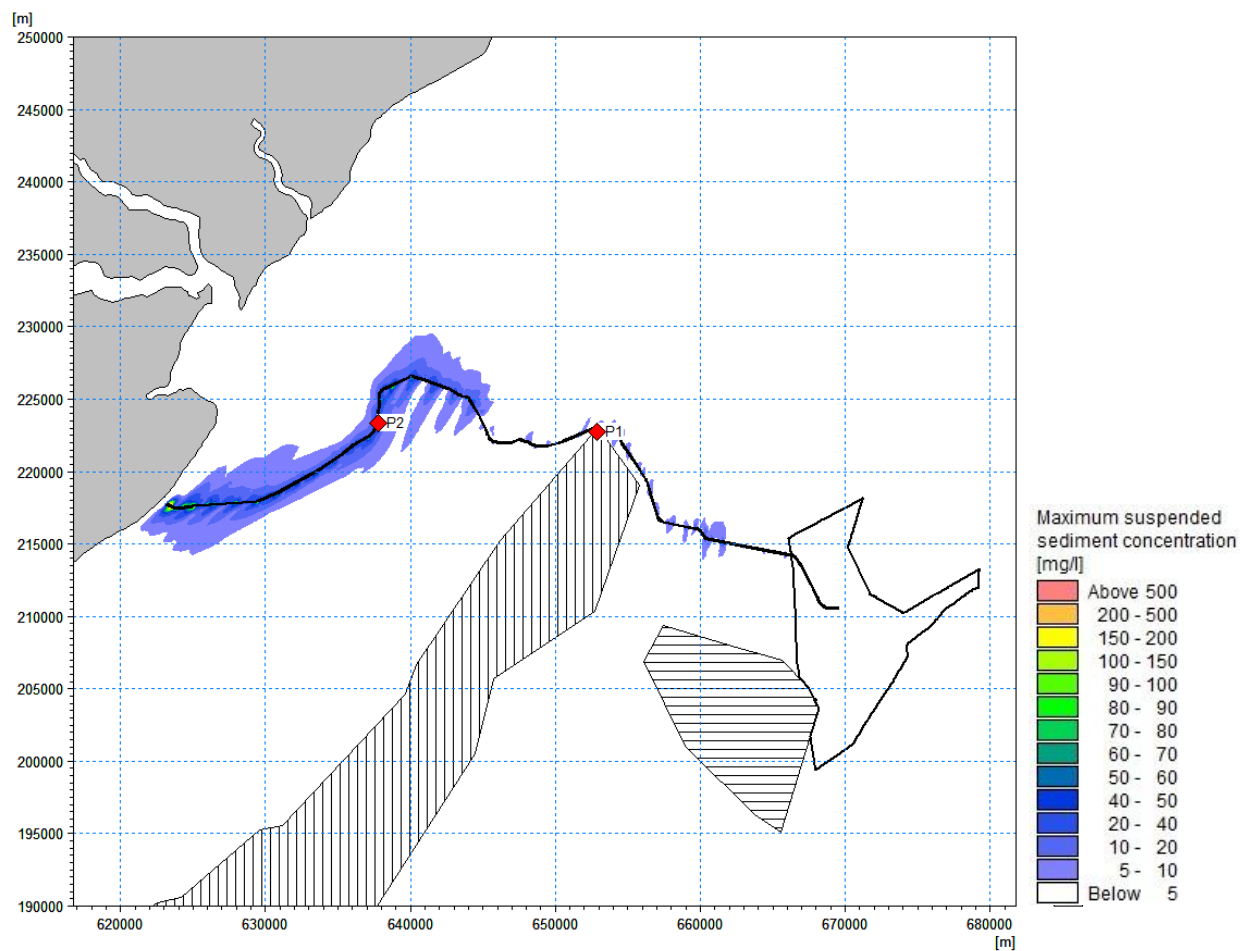 [m]
250000
245000
240000
235000
230000
225000
220000
215000
210000
205000
200000
195000
190000
620000
630000
640000
650000
660000
670000
680000
[m]
P2
P1
Maximum suspended
sediment concentration
[mg/l]
Above 500
200 - 500
150 - 200
100 - 150
90 - 100
80 - 90
70 - 80
60 - 70
50 - 60
40 - 50
20 - 40
10 - 20
5 - 10
Below 5